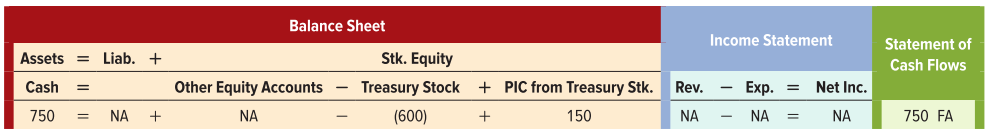 Balance Sheet
Income Statement
Statement of
Cash Flows
Assets = Liab. + Stk. Equity
Cash = Other Equity Accounts − Treasury Stock + PIC from Treasury Stk. Rev. − Exp. = Net Inc.
750 = NA + NA − (600) + 150 NA − NA = NA 750 FA